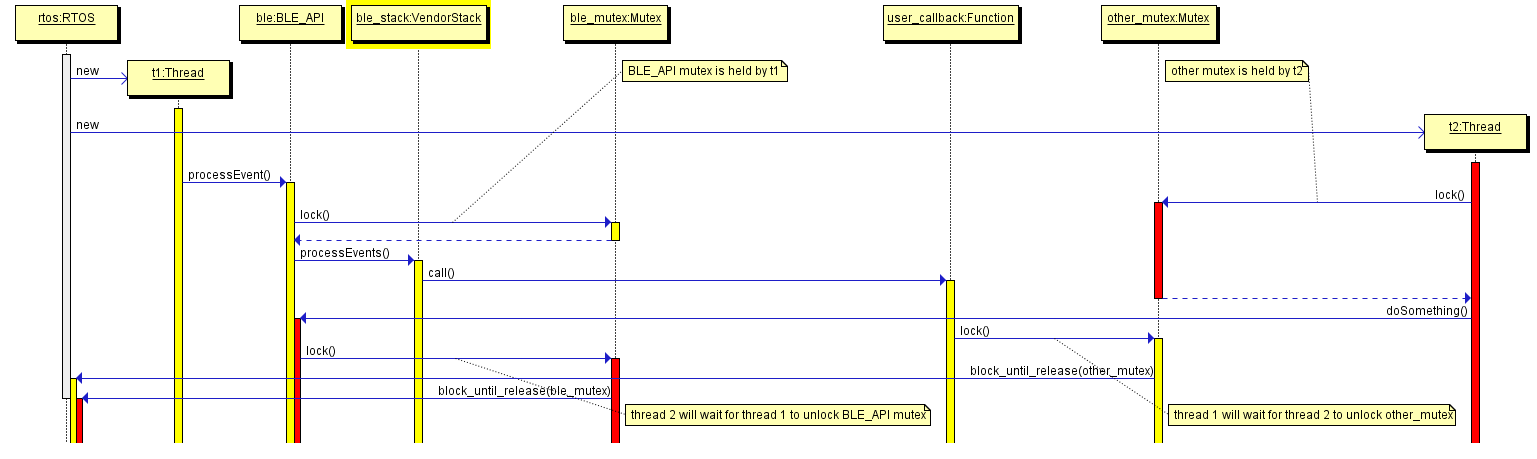 rtos:RTOS
ble:BLE_API
ble_stack:VendorStack
ble_mutex:Mutex
user_callback:Function
other_mutex:Mutex
new
t1:Thread
BLE_API mutex is held by t1
other mutex is held by t2
new
t2:Thread
processEvent()
lock()
lock()
processEvents()
call()
doSomething()
lock()
lock()
block_until_release(other_mutex)
block_until_release(ble_mutex)
thread 2 will wait for thread 1 to unlock BLE_API mutex
thread 1 will wait for thread 2 to unlock other_mutex